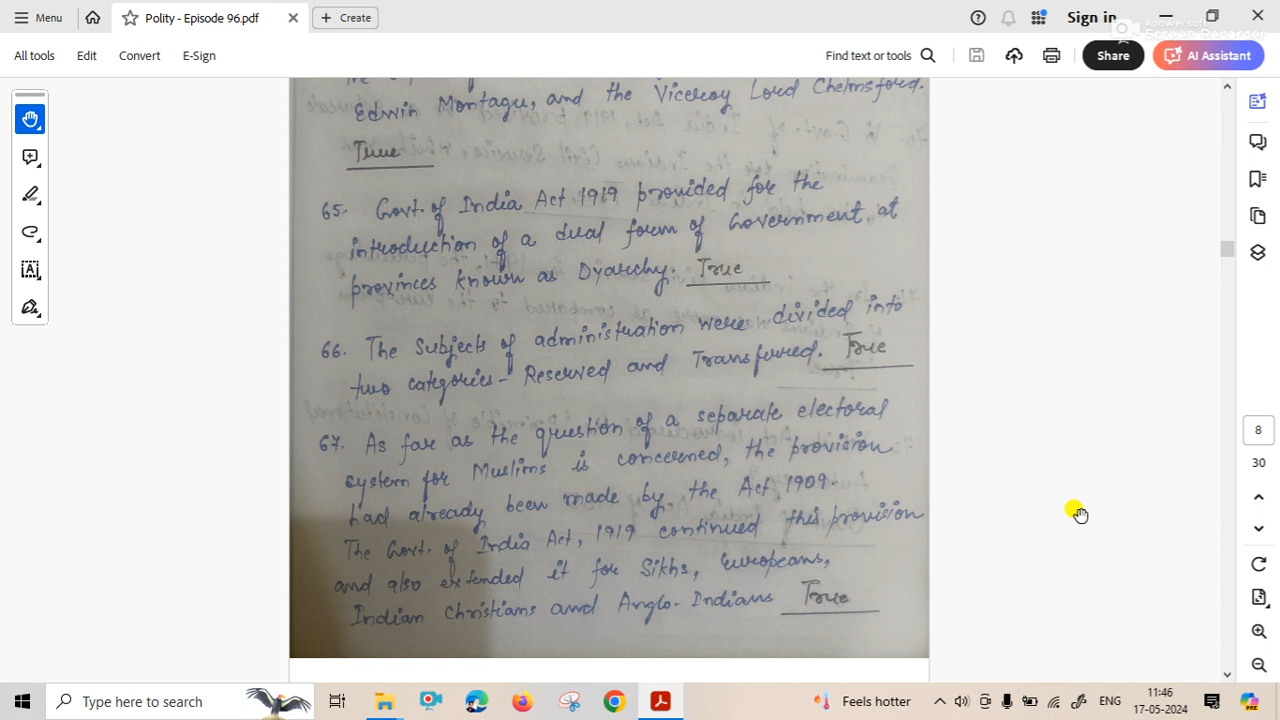 Menu
Polity - Episode 96.pdf
Create
Sign in
Apowersoft
Screen Recorder
All tools
Edit
Convert
E-Sign
Find text or tools
Share
AI Assistant
Edwin Montagu, and the Viceroy Lord Chelmsford.
True
65. Govt. of India Act 1919 provided for the
introduction of a dual form of Government at
provinces known as Dyarchy. True
66. The Subjects of administration were divided into
two categories- Reserved and Transferred. True
67. As far as the question of a separate electoral
system for Muslims is concerned, the provision
had already been made by the Act 1909.
The Govt. of India Act, 1919 continued this provision
and also extended it for Sikhs, Europeans,
Indian Christians and Anglo-Indians True
8
30
Type here to search
Feels hotter
ENG
11:46
17-05-2024